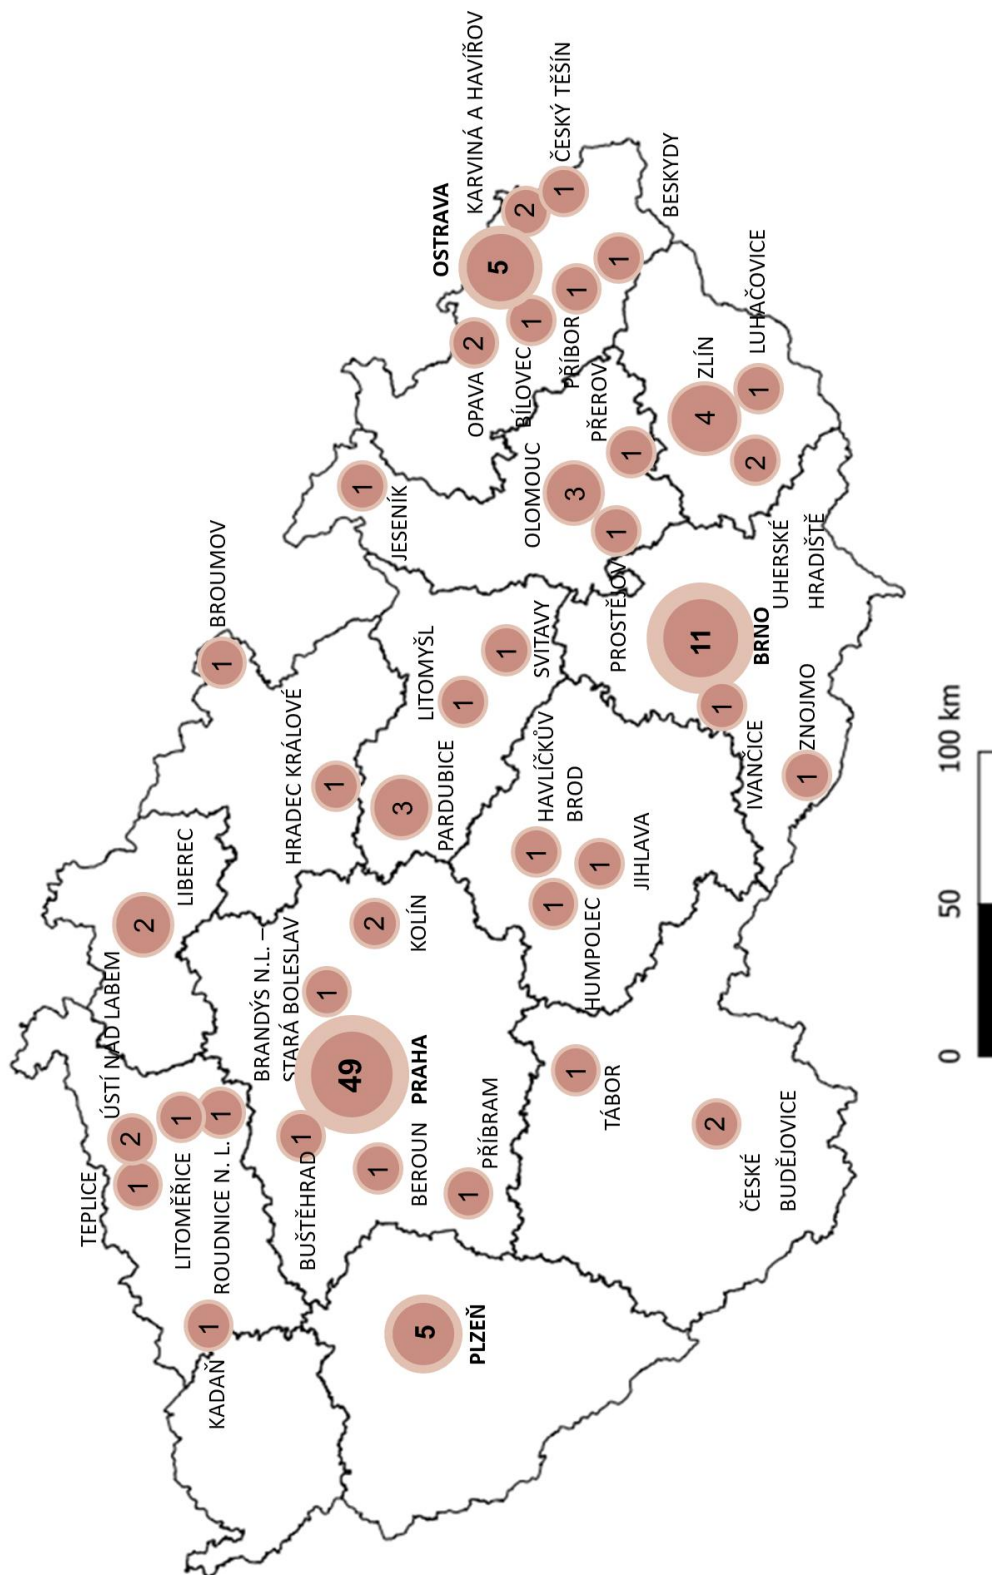 TEPLICE
1
2
ÚSTÍ NAD LABEM
LITOMĚŘICE
1
ROUDNICE N. L.
1
KADAŇ
1
2
LIBEREC
1
BROUMOV
HRADEC KRÁLOVÉ
1
BRANDÝS N.L. –
STARÁ BOLESLAV
1
BUŠTĚHRAD
1
49
PRAHA
BEROUN
1
PŘÍBRAM
1
2
KOLÍN
5
PLZEŇ
3
PARDUBICE
LITOMYŠL
1
1
SVITAVY
1
JESENÍK
OPAVA
2
OSTRAVA
5
KARVINÁ A HAVÍŘOV
2
1
ČESKÝ TĚŠÍN
BÍLOVEC
1
PŘÍBOR
1
1
BESKYDY
OLOMOUC
3
PŘEROV
1
1
PROSTĚJOV
HAVLÍČKŮV
BROD
1
1
HUMPOLEC
1
JIHLAVA
1
TÁBOR
2
ČESKÉ
BUDĚJOVICE
11
BRNO
1
IVANČICE
1
ZNOJMO
4
ZLÍN
2
UHERSKÉ
HRADIŠTĚ
1
LUHAČOVICE
0 50 100 km